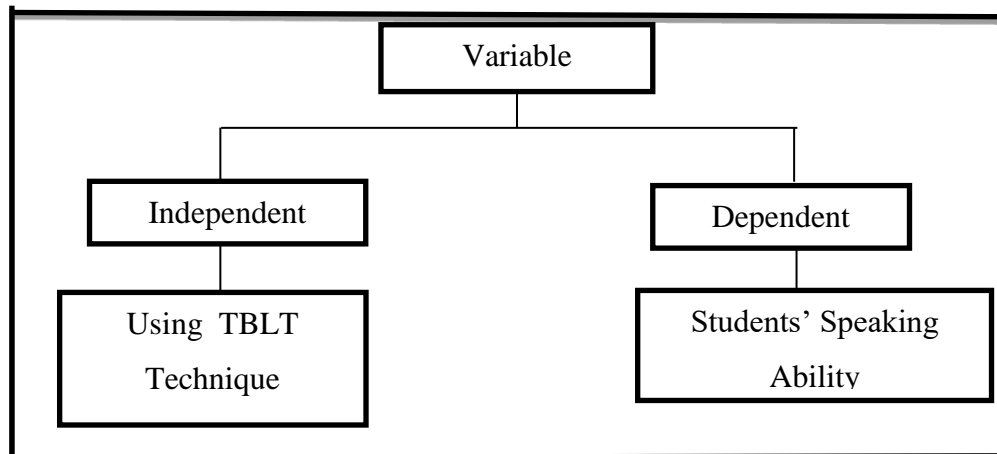 Variable
Independent
Dependent
Using TBLT
Technique
Students’ Speaking
Ability